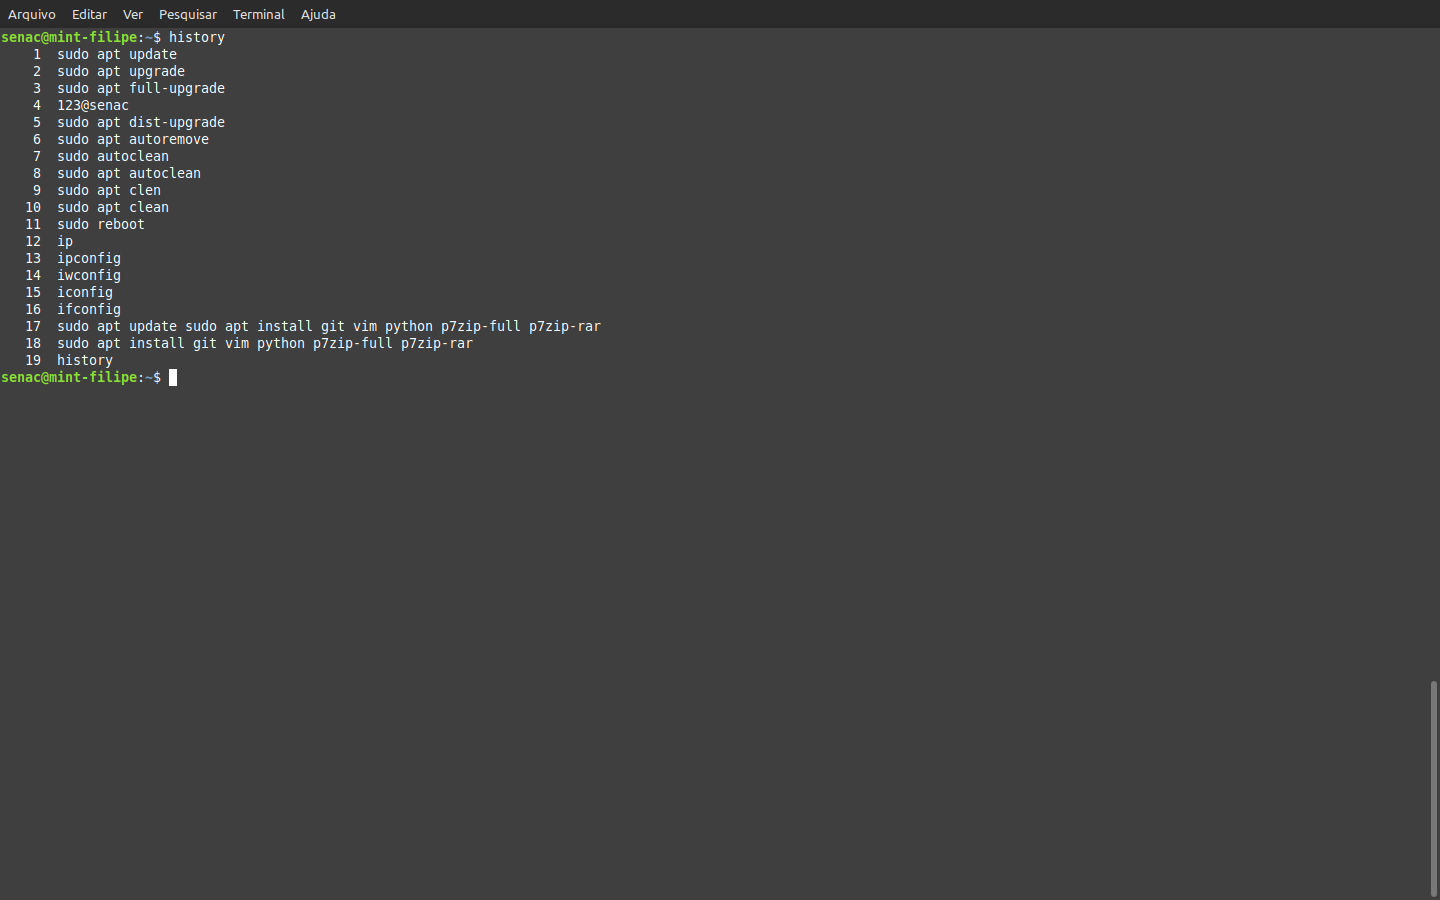 Arquivo Editar Ver Pesquisar Terminal Ajuda
senac@mint-filipe:~$ history
1 sudo apt update
2 sudo apt upgrade
3 sudo apt full-upgrade
4 123@senac
5 sudo apt dist-upgrade
6 sudo apt autoremove
7 sudo autoclean
8 sudo apt autoclean
9 sudo apt clen
10 sudo apt clean
11 sudo reboot
12 ip
13 ipconfig
14 iwconfig
15 iconfig
16 ifconfig
17 sudo apt update sudo apt install git vim python p7zip-full p7zip-rar
18 sudo apt install git vim python p7zip-full p7zip-rar
19 history
senac@mint-filipe:~$